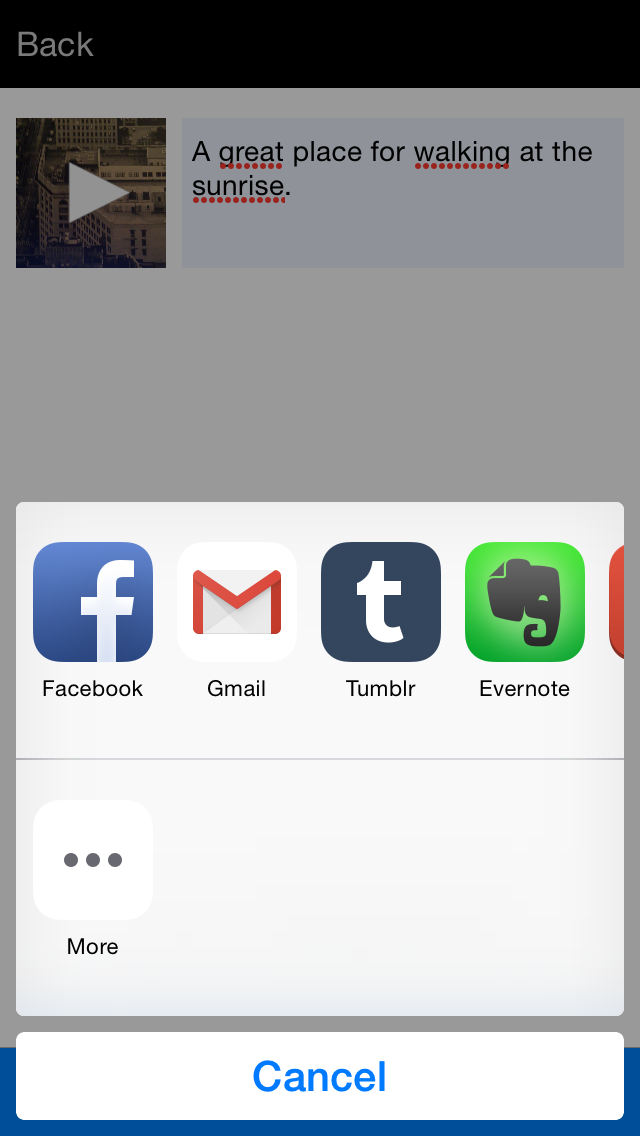 Back
A great place for walking at the
sunrise.
Facebook
Gmail
Tumblr
Evernote
More
Cancel